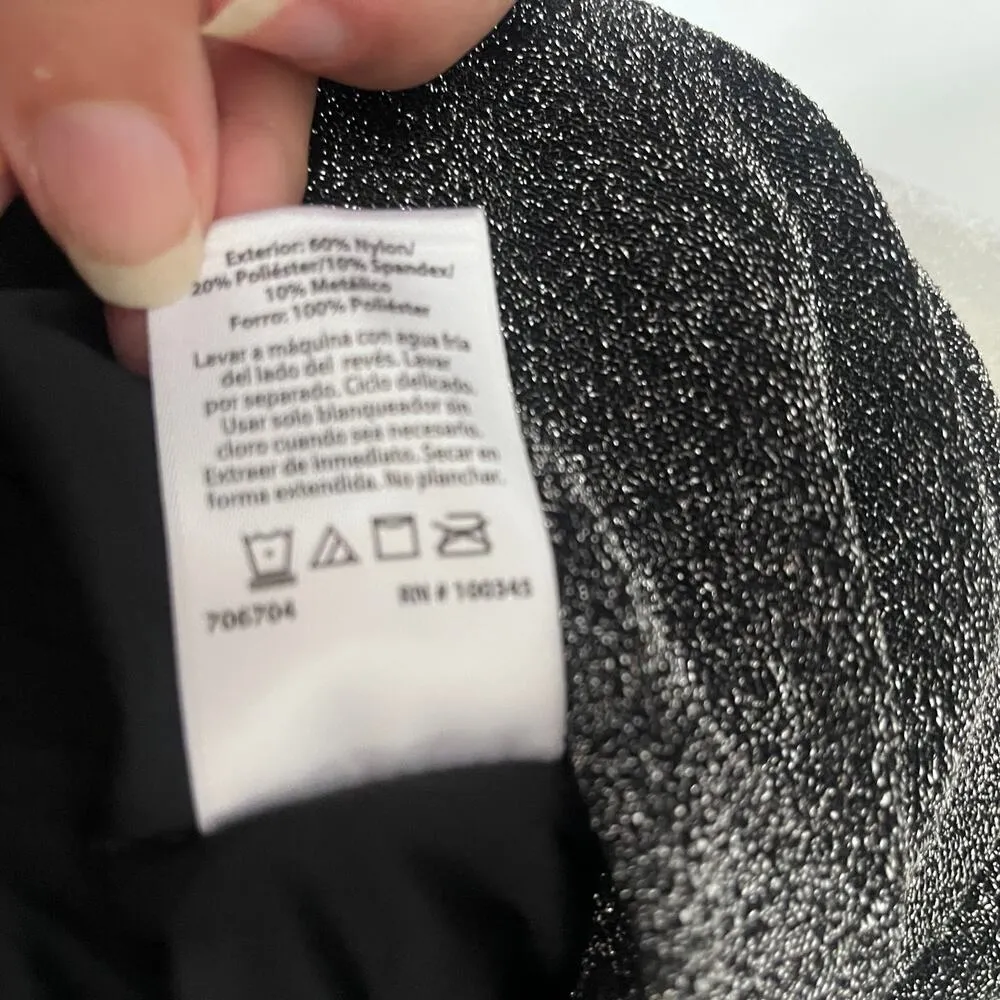 Exterior: 60% Nylon/
20% Poliéster/10% Spandex/
10% Metálico
Forro: 100% Poliéster
Lavar a máquina con agua fría
del lado del revés. Lavar
por separado. Ciclo delicado.
Usar solo blanqueador sin
cloro cuando sea necesario.
Extraer de inmediato. Secar en
forma extendida. No planchar.
706704
RN # 100345